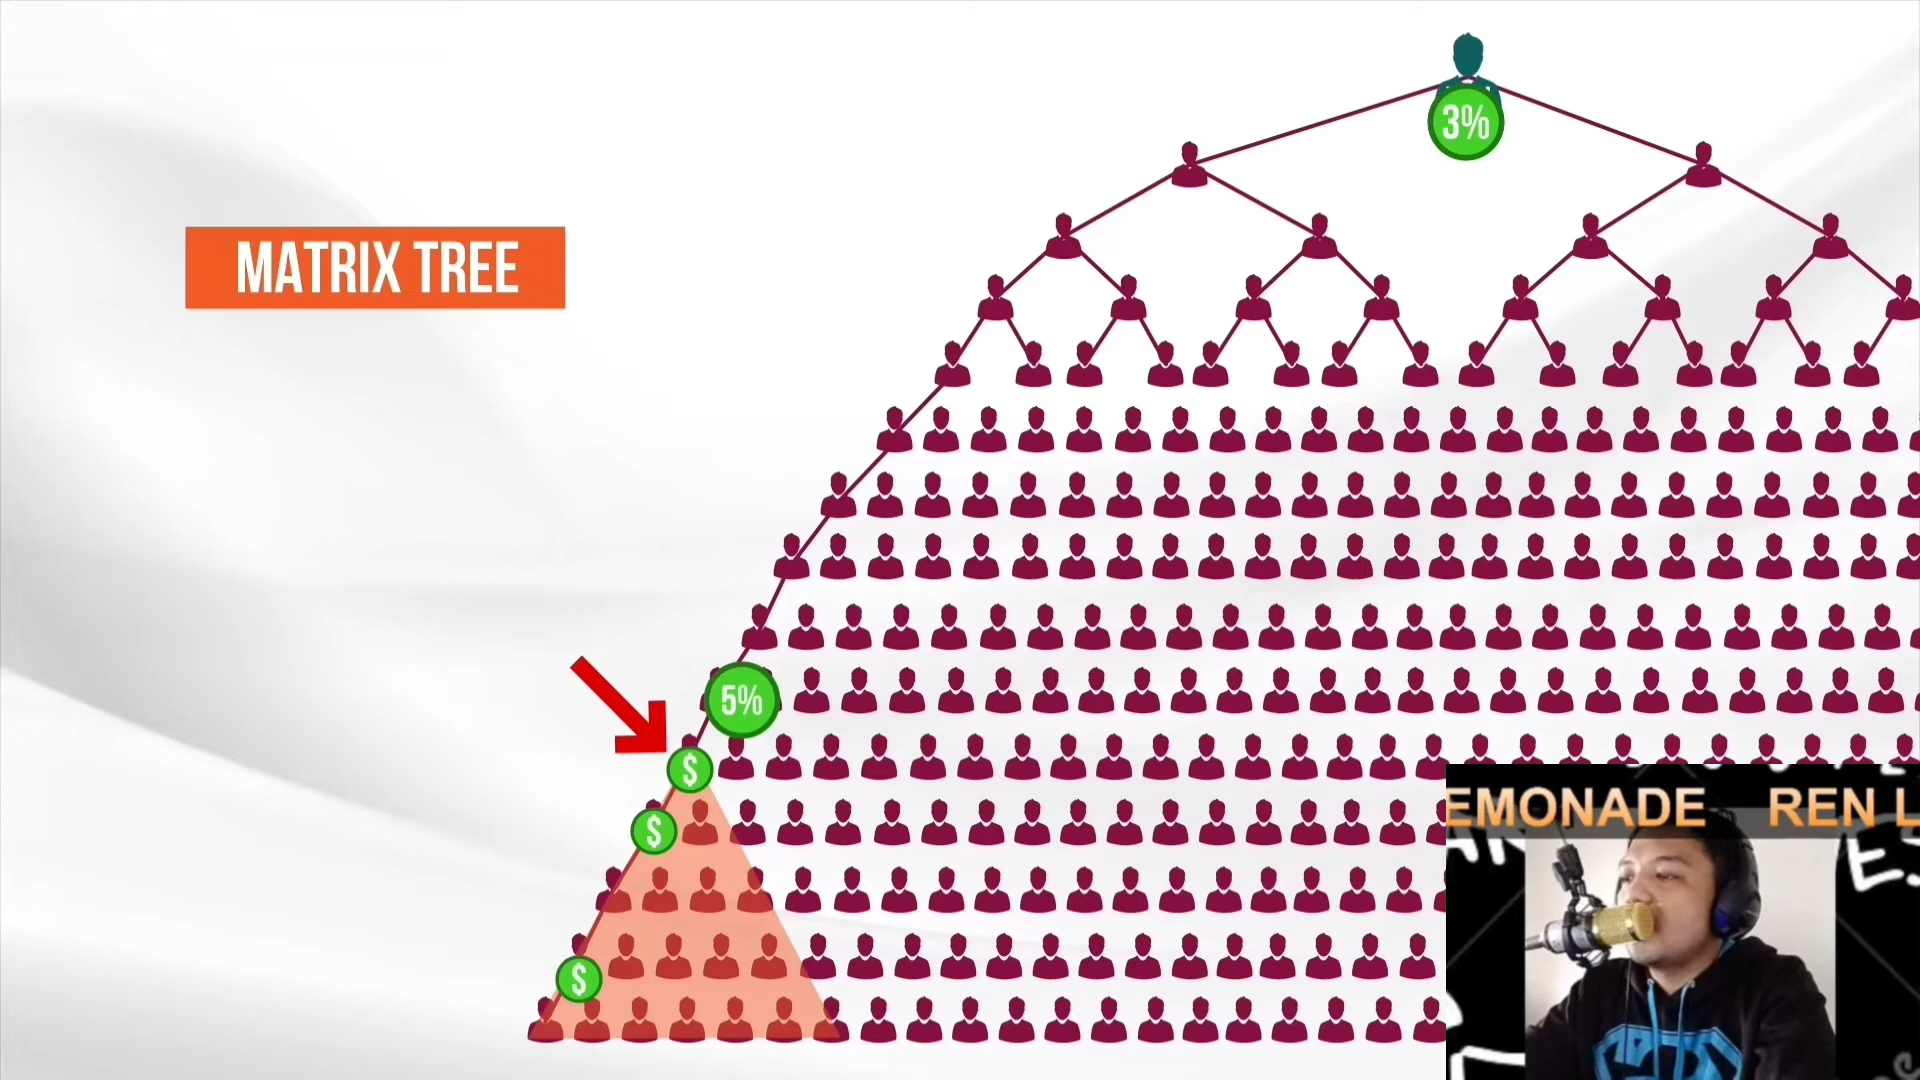 3%
MATRIX TREE
5%
$
$
$
EMONADE REN L